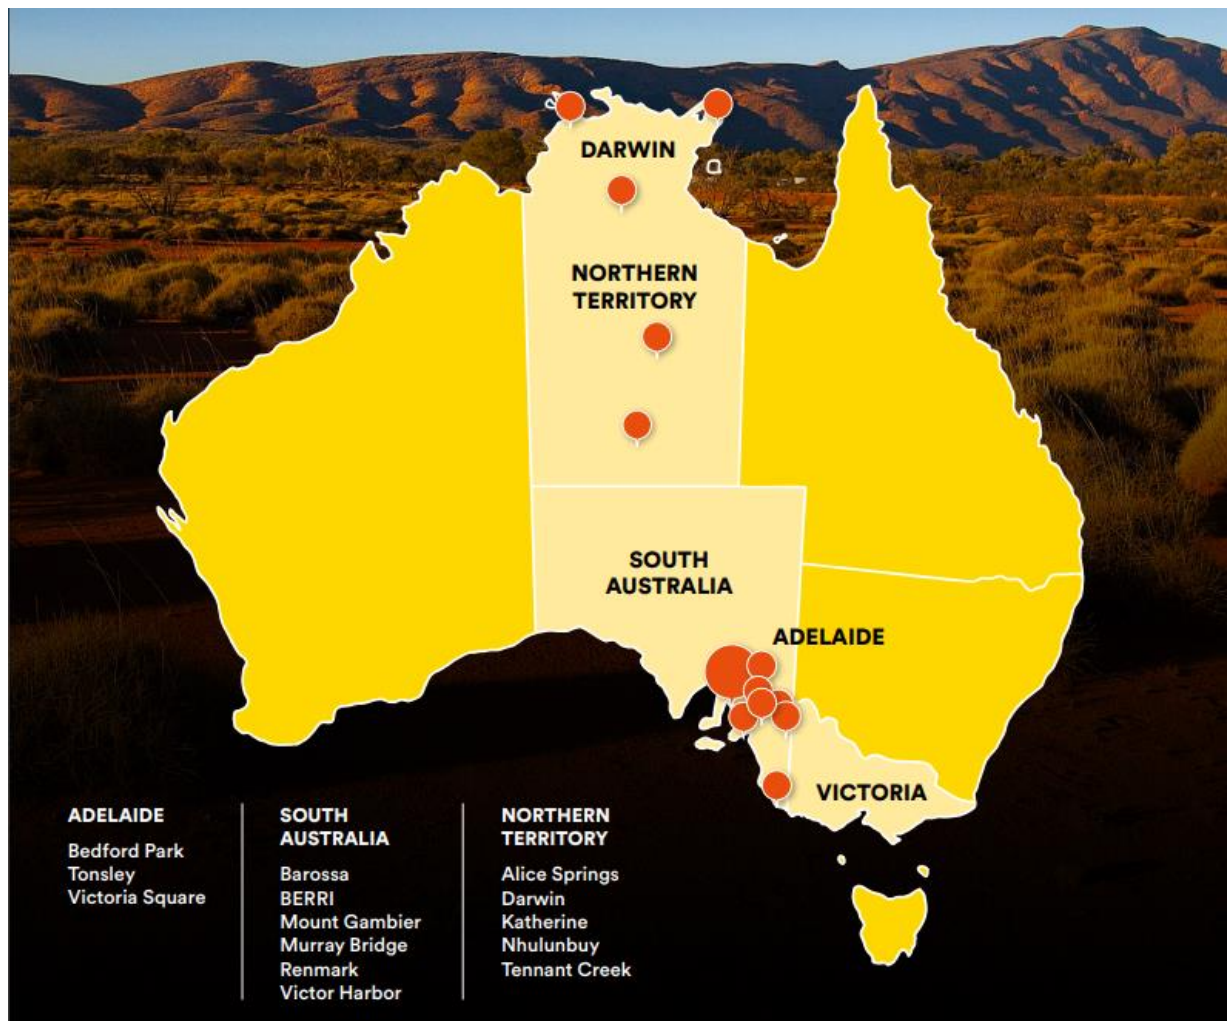 DARWIN
NORTHERN
TERRITORY
SOUTH
AUSTRALIA
ADELAIDE
VICTORIA
ADELAIDE
Bedford Park
Tonsley
Victoria Square
SOUTH
AUSTRALIA
Barossa
BERRI
Mount Gambier
Murray Bridge
Renmark
Victor Harbor
NORTHERN
TERRITORY
Alice Springs
Darwin
Katherine
Nhulunbuy
Tennant Creek